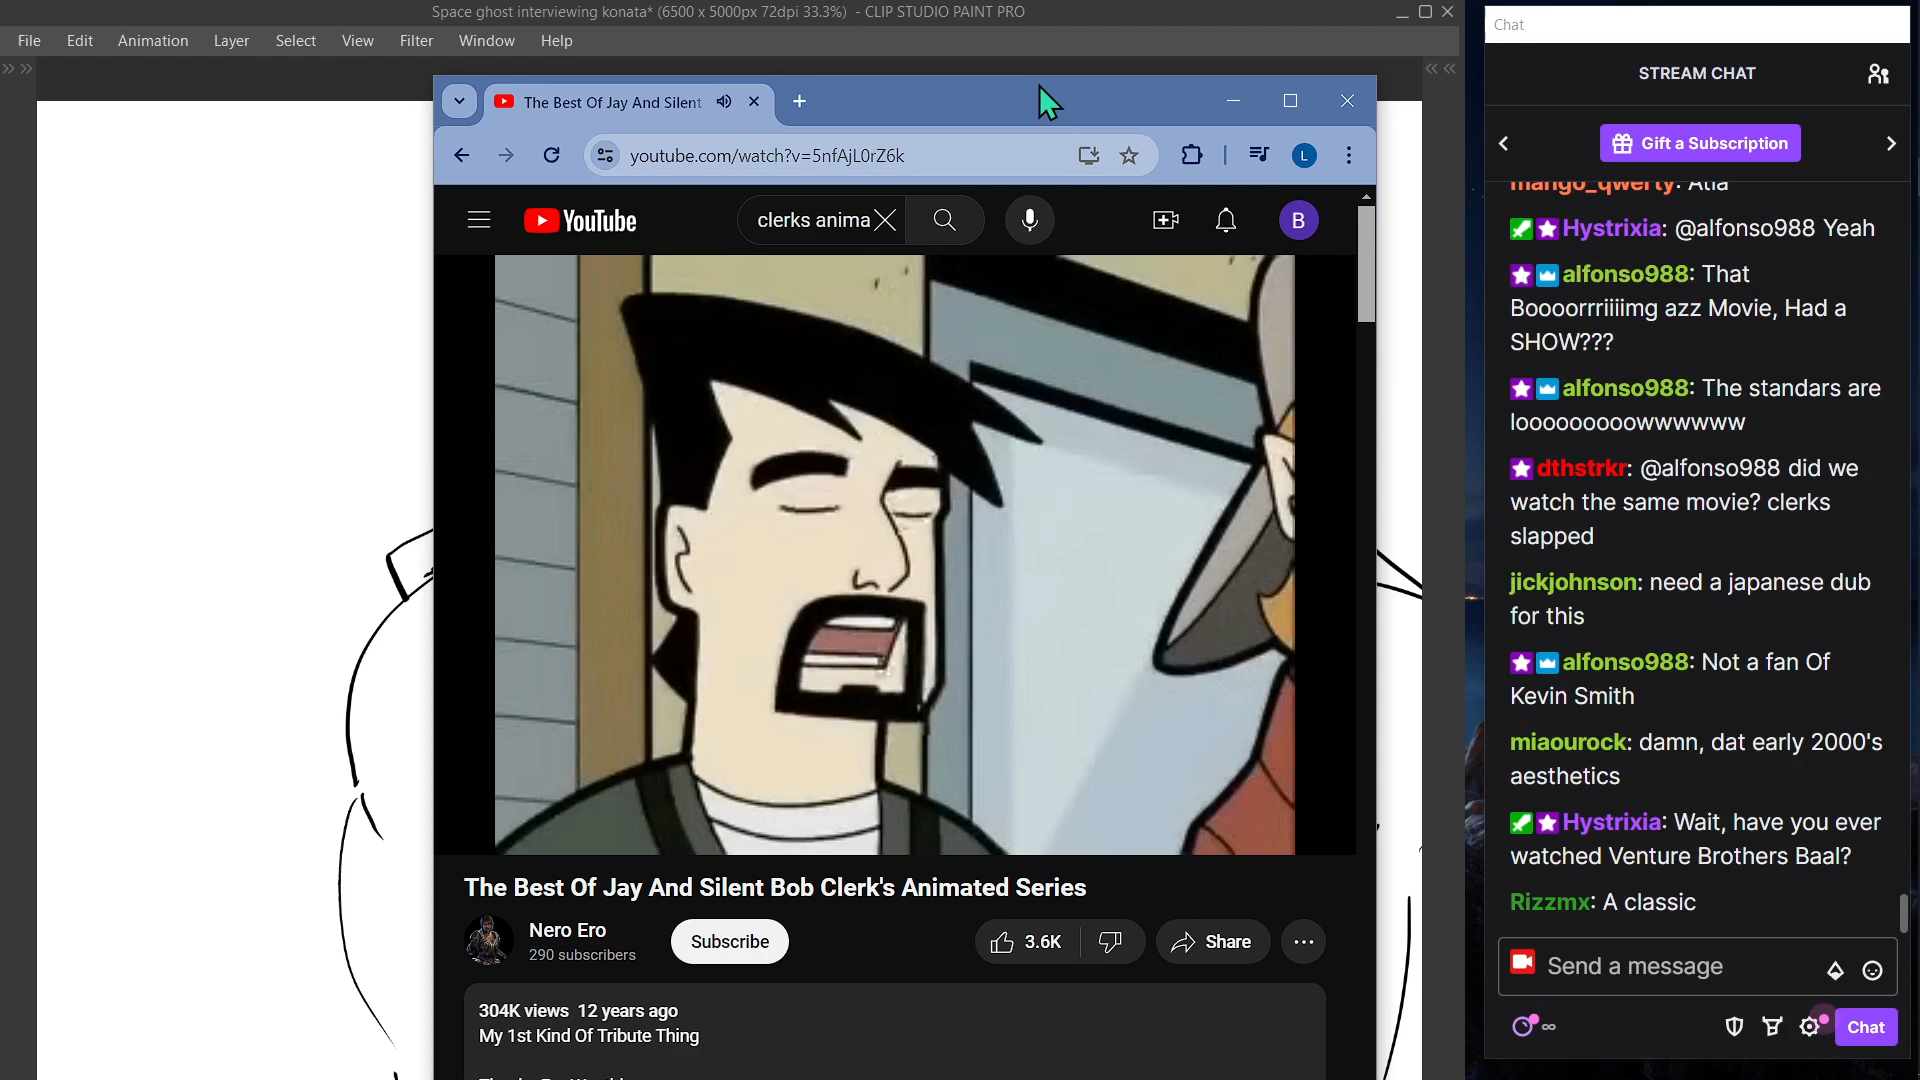 Space ghost interviewing konata* (6500 x 5000px 72dpi 33.3%)  - CLIP STUDIO PAINT PRO
File Edit Animation Layer Select View Filter Window Help
The Best Of Jay And Silent
youtube.com/watch?v=5nfAjL0rZ6k
L
YouTube
clerks anima
B
The Best Of Jay And Silent Bob Clerk's Animated Series
Nero Ero
290 subscribers
Subscribe
3.6K
Share
304K views  12 years ago
My 1st Kind Of Tribute Thing
Chat
STREAM CHAT
Gift a Subscription
mango_qwerty: Alla
Hystrixia: @alfonso988 Yeah
alfonso988: That
Boooorrriiiimg azz Movie, Had a
SHOW???
alfonso988: The standars are
looooooooowwwwww
dthstrkr: @alfonso988 did we
watch the same movie? clerks
slapped
jickjohnson: need a japanese dub
for this
alfonso988: Not a fan Of
Kevin Smith
miaourock: damn, dat early 2000's
aesthetics
Hystrixia: Wait, have you ever
watched Venture Brothers Baal?
Rizzmx: A classic
Send a message
∞
Chat